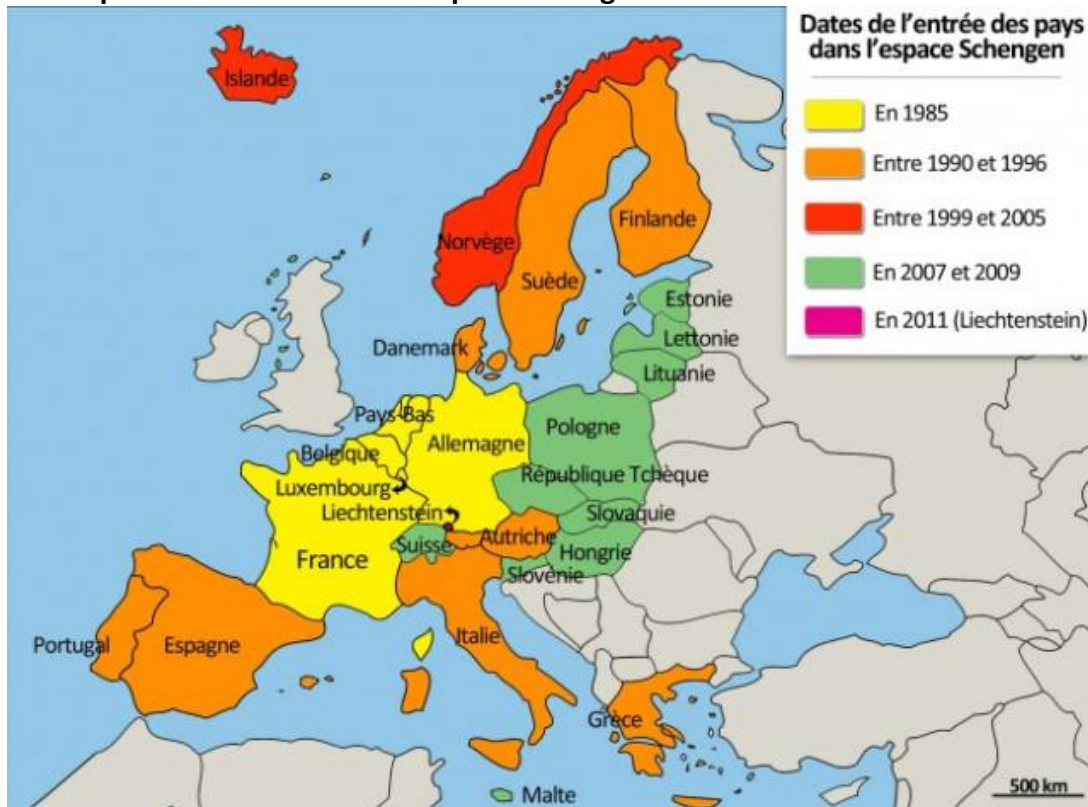 Dates de l'entrée des pays
dans l'espace Schengen
En 1985
Entre 1990 et 1996
Entre 1999 et 2005
En 2007 et 2009
En 2011 (Liechtenstein)
Islande
Norvège
Suède
Finlande
Estonie
Lettonie
Lituanie
Danemark
Pays-Bas
Allemagne
Pologne
Belgique
République Tchèque
Luxembourg
Liechtenstein
Slovaquie
Suisse
Autriche
Hongrie
France
Slovénie
Portugal
Espagne
Italie
Grèce
Malte
500 km